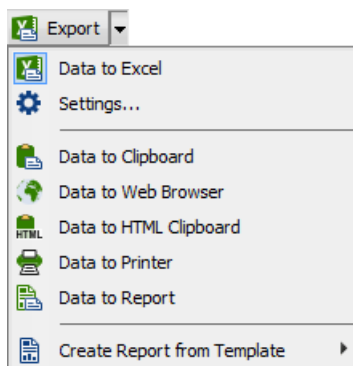 Export
Data to Excel
Settings...
Data to Clipboard
Data to Web Browser
HTML Data to HTML Clipboard
Data to Printer
Data to Report
Create Report from Template